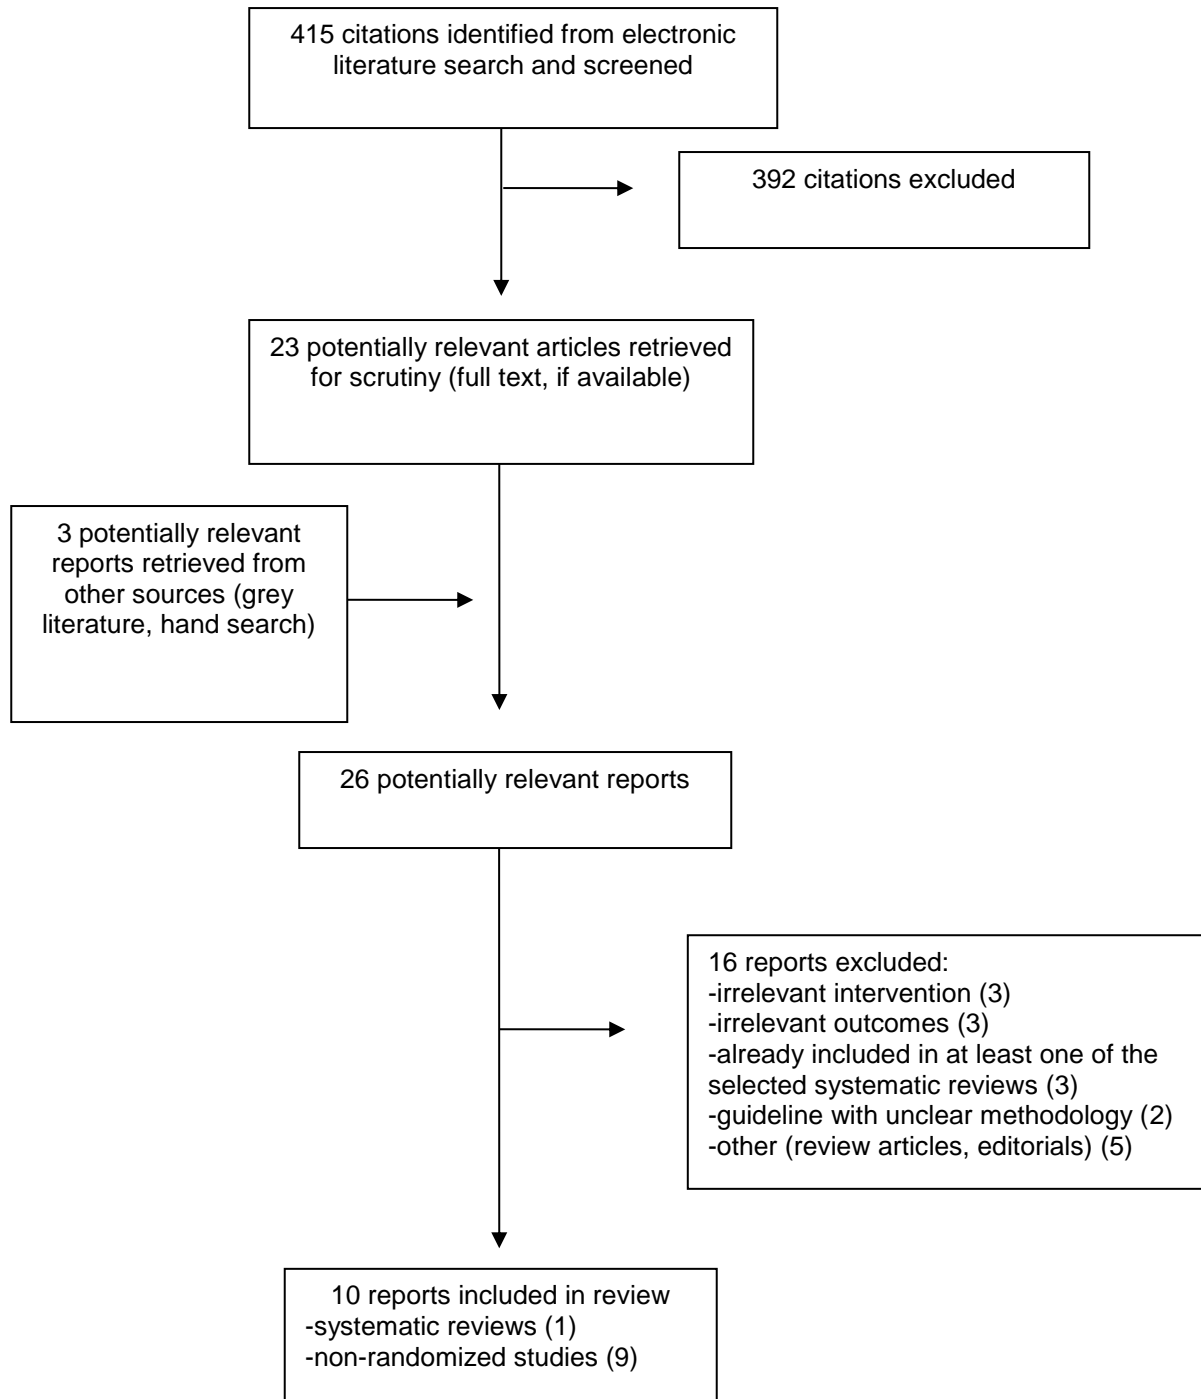 415 citations identified from electronic
literature search and screened
392 citations excluded
23 potentially relevant articles retrieved
for scrutiny (full text, if available)
3 potentially relevant
reports retrieved from
other sources (grey
literature, hand search)
26 potentially relevant reports
16 reports excluded:
-irrelevant intervention (3)
-irrelevant outcomes (3)
-already included in at least one of the
selected systematic reviews (3)
-guideline with unclear methodology (2)
-other (review articles, editorials) (5)
10 reports included in review
-systematic reviews (1)
-non-randomized studies (9)